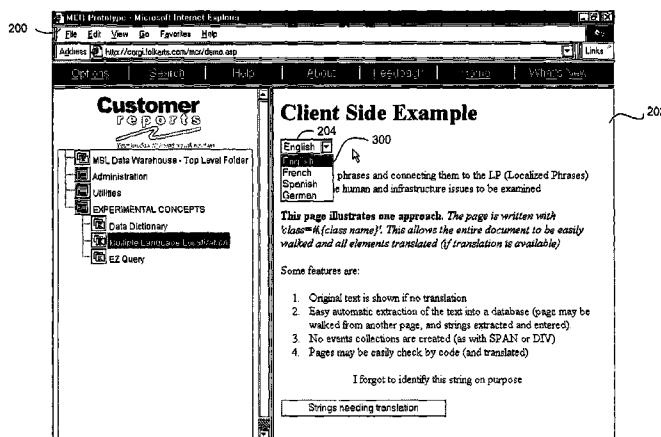 METI Prototype - Microsoft Internet Explorer
200
File Edit View Go Favorites Help
Address http://corgi.folkarts.com/mcr/demo.asp
Links
Options Search Help About Feedback Home What's New
Customer
reports
Client Side Example
202
204
English
300
English
French
Spanish
German
phrases and connecting them to the LP (Localized Phrases)
human and infrastructure issues to be examined
MSL Data Warehouse - Top Level Folder
Administration
Utilities
EXPERIMENTAL CONCEPTS
Data Dictionary
Multiple Language Localization
EZ Query
This page illustrates one approach. The page is written with
'class=#,{class name}'. This allows the entire document to be easily
walked and all elements translated (if translation is available)
Some features are:
1. Original text is shown if no translation
2. Easy automatic extraction of the text into a database (page may be
walked from another page, and strings extracted and entered).
3. No events collections are created (as with SPAN or DIV)
4. Pages may be easily check by code (and translated)
I forgot to identify this string on purpose
Strings needing translation